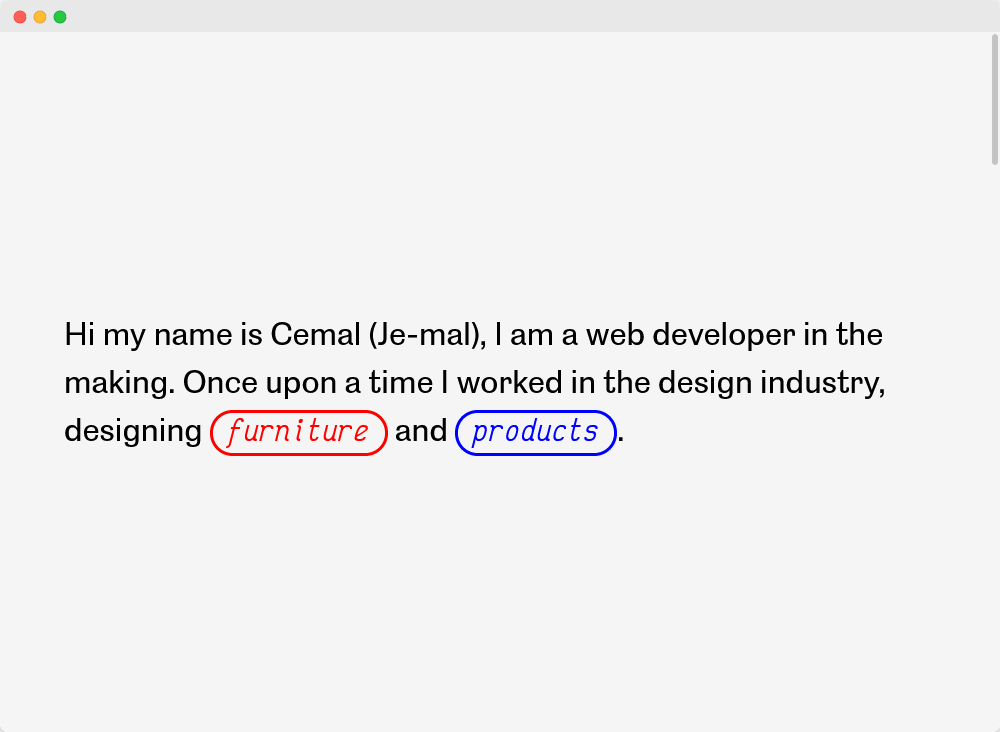 Hi my name is Cemal (Je-mal), I am a web developer in the
making. Once upon a time I worked in the design industry,
designing furniture and products.